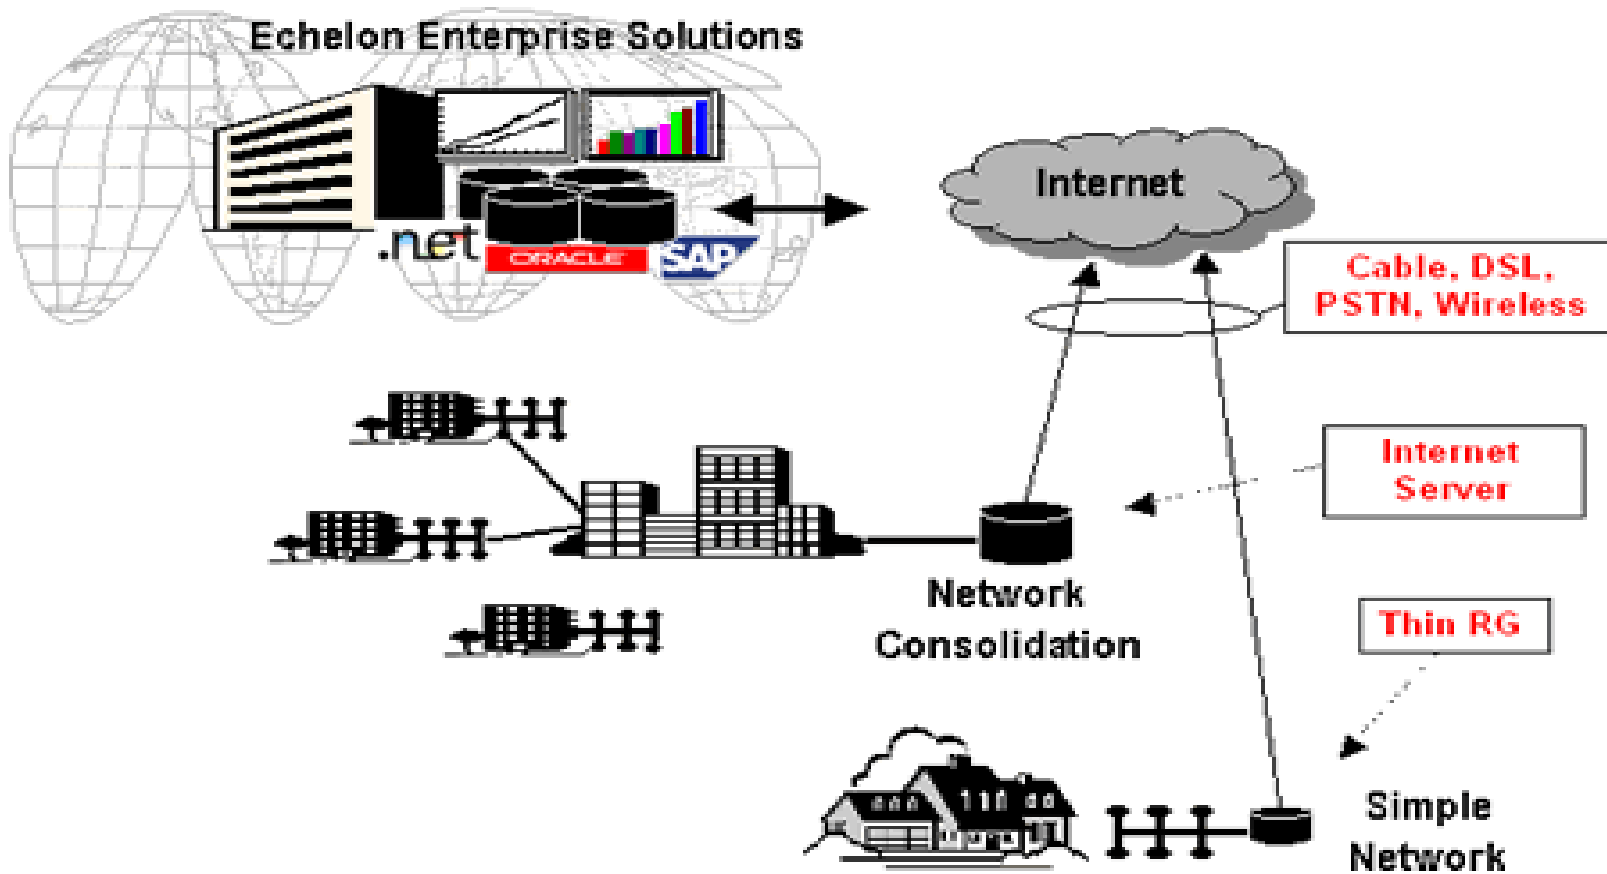 Echelon Enterprise Solutions
.net
ORACLE
SAP
Internet
Cable, DSL,
PSTN, Wireless
Internet
Server
Network
Consolidation
Thin RG
Simple
Network